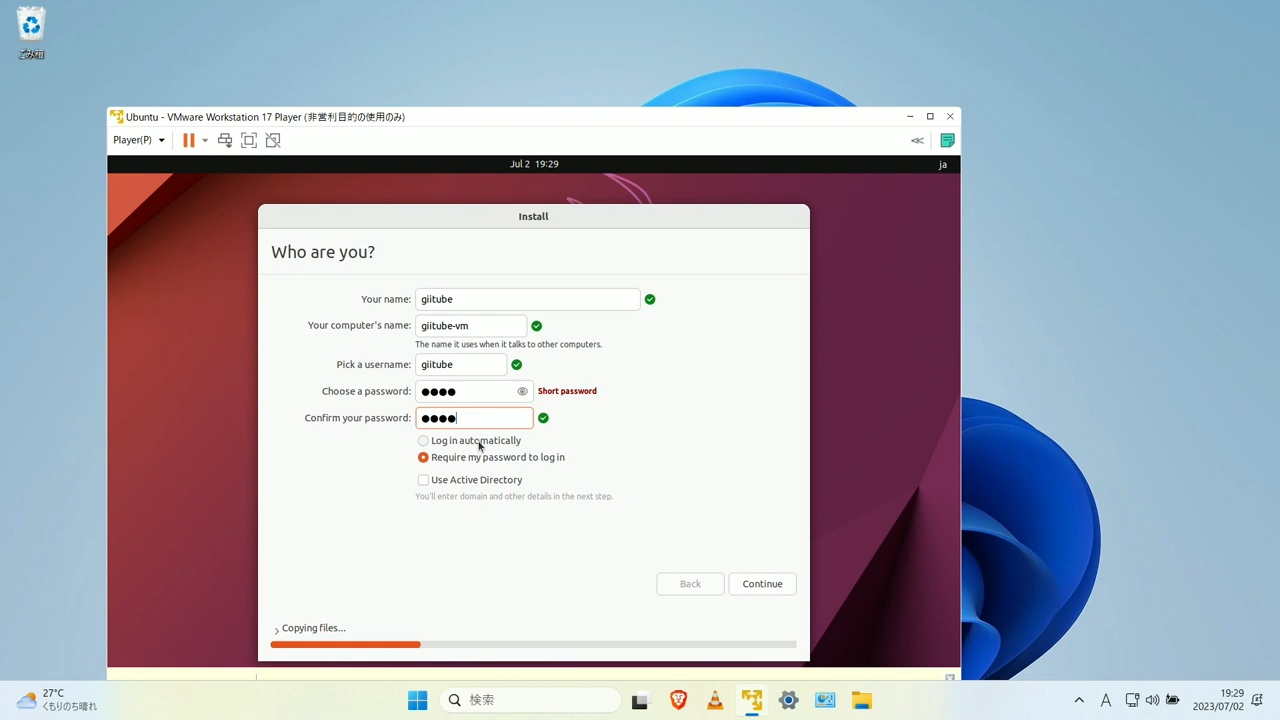 ごみ箱
Ubuntu - VMware Workstation 17 Player (非営利目的の使用のみ)
Player(P)
Jul 2 19:29
ja
Install
Who are you?
Your name: giitube
Your computer's name: giitube-vm
The name it uses when it talks to other computers.
Pick a username: giitube
Choose a password: ●●●● Short password
Confirm your password: ●●●●
Log in automatically
Require my password to log in
Use Active Directory
You'll enter domain and other details in the next step.
Back
Continue
Copying files...
27°C
くもりのち晴れ
検索
A
19:29
2023/07/02